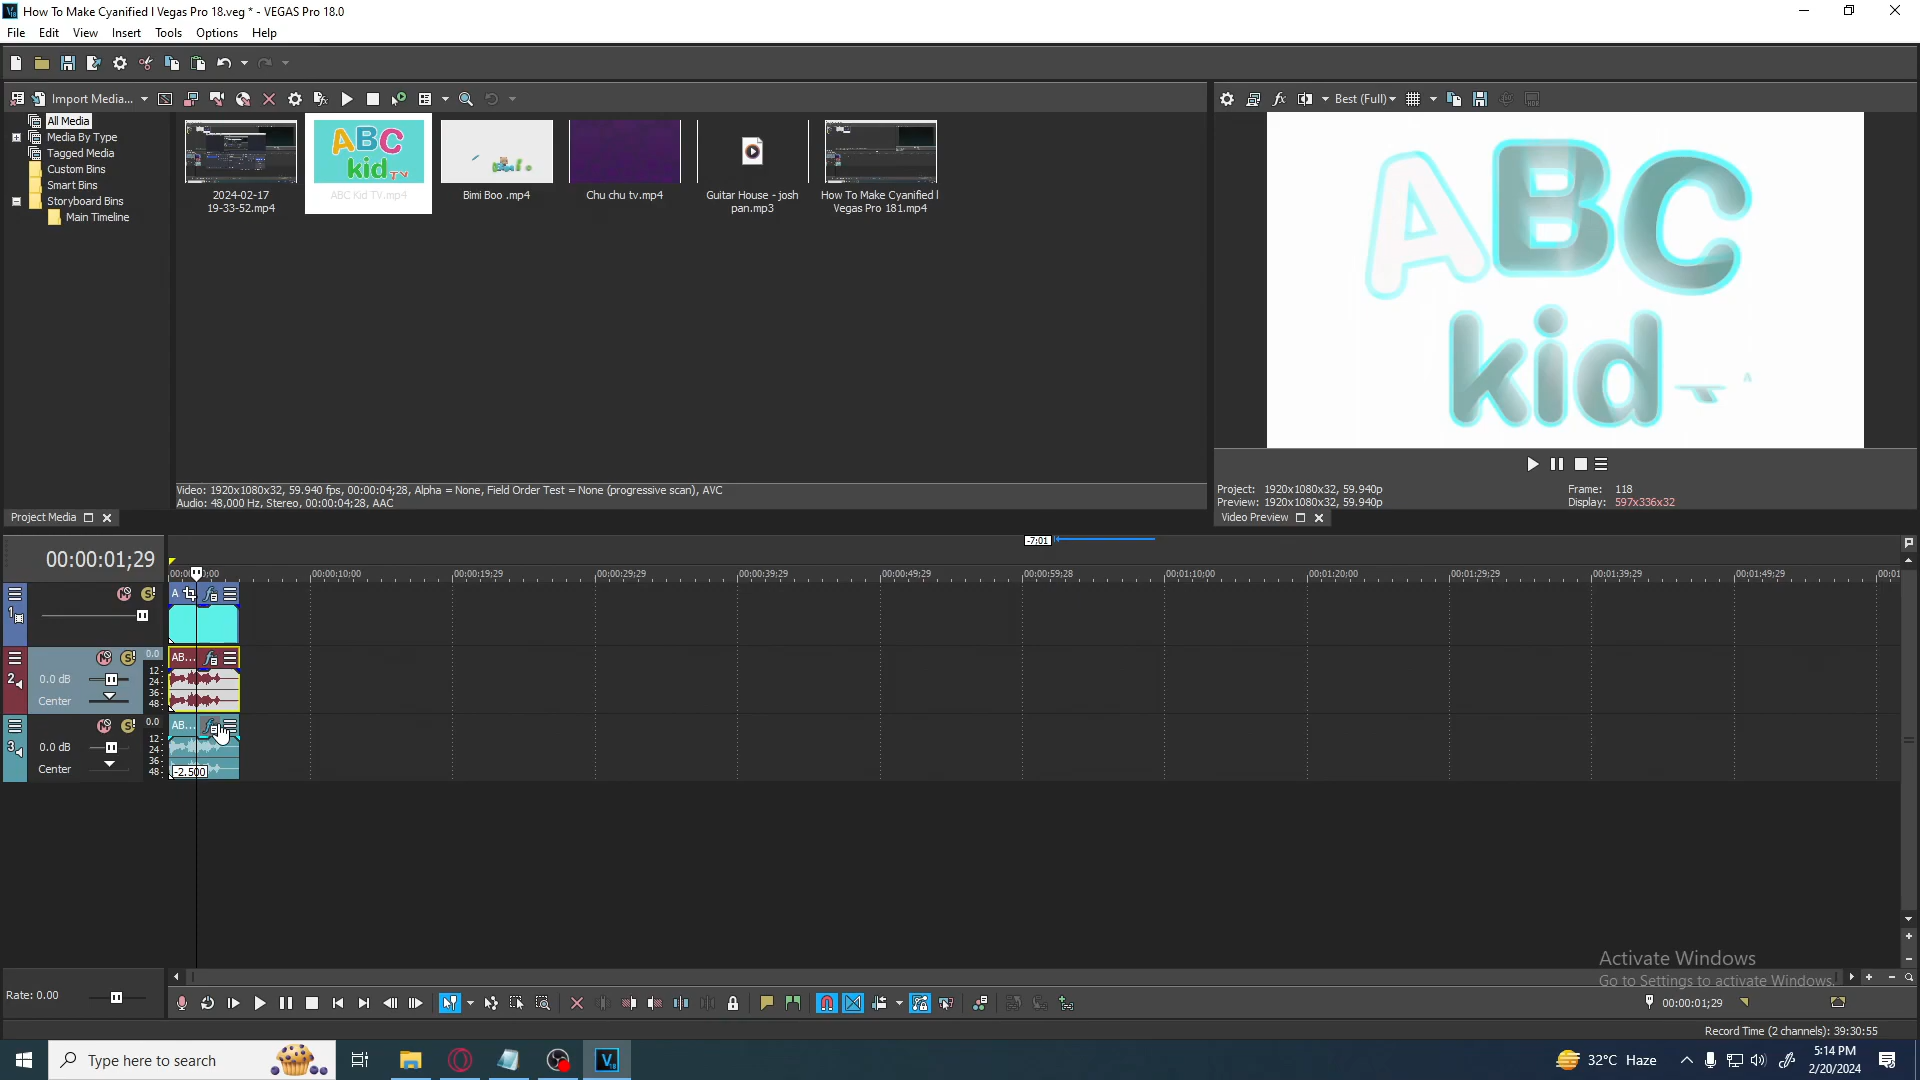 How To Make Cyanified I Vegas Pro 18.veg * - VEGAS Pro 18.0
File Edit View Insert Tools Options Help
Import Media...
Best (Full)
All Media
Media By Type
Tagged Media
Custom Bins
Smart Bins
Storyboard Bins
Main Timeline
ABC
kid TV
2024-02-17
19-33-52.mp4
ABC Kid TV.mp4
Bimi Boo .mp4
Chu chu tv.mp4
Guitar House - josh
pan.mp3
How To Make Cyanified I
Vegas Pro 181.mp4
ABC
kid
Video: 1920x1080x32, 59.940 fps, 00:00:04;28, Alpha = None, Field Order Test = None (progressive scan), AVC
Audio: 48,000 Hz, Stereo, 00:00:04;28, AAC
Project: 1920x1080x32, 59.940p
Preview: 1920x1080x32, 59.940p
Frame: 118
Display: 597x336x32
Project Media
Video Preview
-7:01
00:00:01;29
00:00:10;00 00:00:19;29 00:00:29;29 00:00:39;29 00:00:49;29 00:00:59;28 00:01:10;00 00:01:20;00 00:01:29;29 00:01:39;29 00:01:49;29
1
A
2
0.0
12
24
36
48
0.0 dB
Center
AB...
3
0.0
12
24
36
48
0.0 dB
Center
AB...
-2.500
Activate Windows
Go to Settings to activate Windows.
Rate: 0.00
00:00:01;29
Record Time (2 channels): 39:30:55
Type here to search
32°C Haze
5:14 PM
2/20/2024